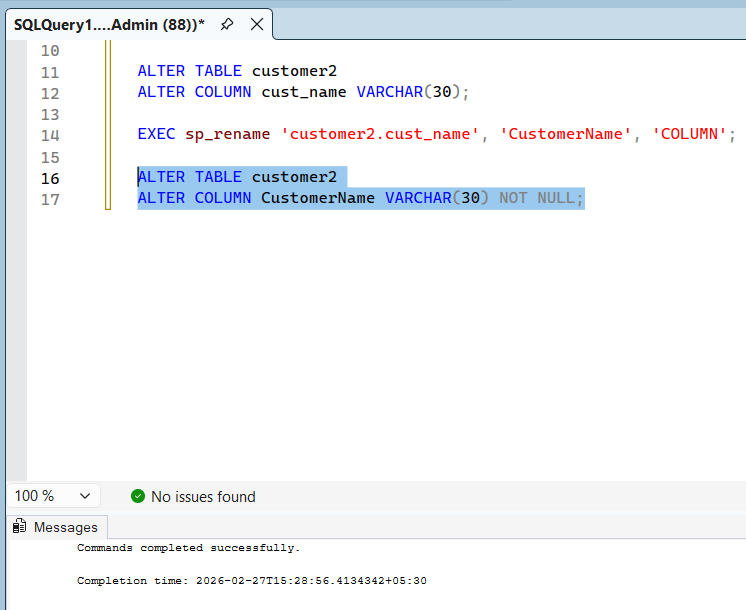 SQLQuery1....Admin (88))*
10
11 ALTER TABLE customer2
12 ALTER COLUMN cust_name VARCHAR(30);
13
14 EXEC sp_rename 'customer2.cust_name', 'CustomerName', 'COLUMN';
15
16 ALTER TABLE customer2
17 ALTER COLUMN CustomerName VARCHAR(30) NOT NULL;
100 % No issues found
Messages
Commands completed successfully.
Completion time: 2026-02-27T15:28:56.4134342+05:30